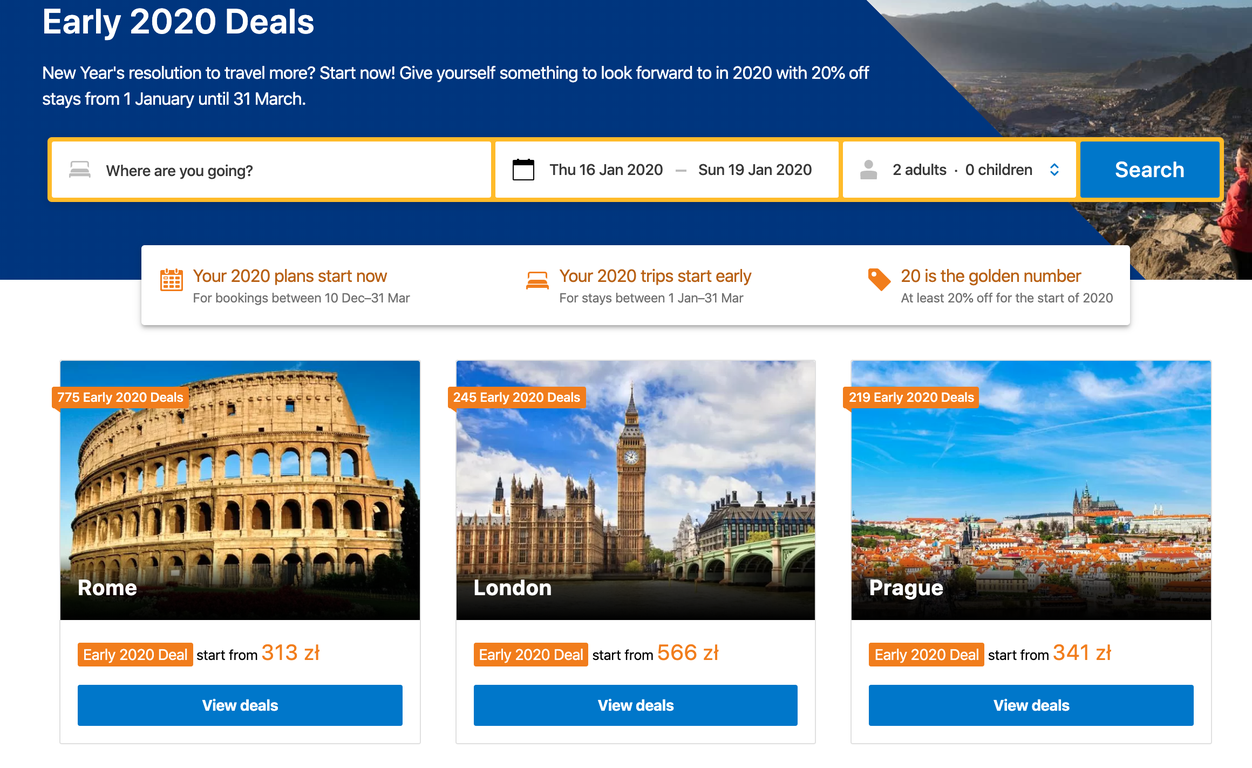 Early 2020 Deals
New Year's resolution to travel more? Start now! Give yourself something to look forward to in 2020 with 20% off
stays from 1 January until 31 March.
Where are you going?
Thu 16 Jan 2020 — Sun 19 Jan 2020
2 adults · 0 children
Search
Your 2020 plans start now
For bookings between 10 Dec–31 Mar
Your 2020 trips start early
For stays between 1 Jan–31 Mar
20 is the golden number
At least 20% off for the start of 2020
775 Early 2020 Deals
Rome
Early 2020 Deal start from 313 zł
View deals
245 Early 2020 Deals
London
Early 2020 Deal start from 566 zł
View deals
219 Early 2020 Deals
Prague
Early 2020 Deal start from 341 zł
View deals